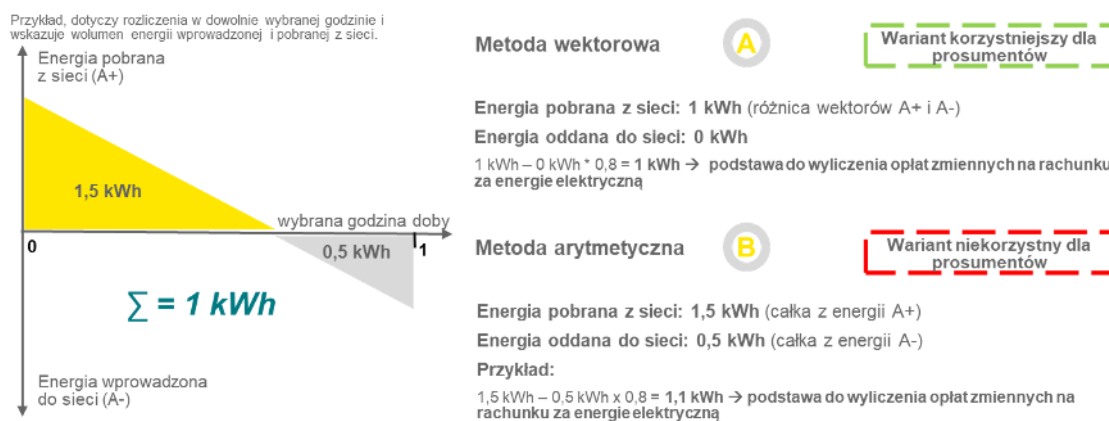 Przykład, dotyczy rozliczenia w dowolnie wybranej godzinie i
wskazuje wolumen energii wprowadzonej i pobranej z sieci.
Energia pobrana
z sieci (A+)
1,5 kWh
wybrana godzina doby
0
0,5 kWh
1
∑ = 1 kWh
Energia wprowadzona
do sieci (A-)
Metoda wektorowa
A
Wariant korzystniejszy dla
prosumentów
Energia pobrana z sieci: 1 kWh (różnica wektorów A+ i A-)
Energia oddana do sieci: 0 kWh
1 kWh – 0 kWh * 0,8 = 1 kWh → podstawa do wyliczenia opłat zmiennych na rachunku
za energie elektryczną
Metoda arytmetyczna
B
Wariant niekorzystny dla
prosumentów
Energia pobrana z sieci: 1,5 kWh (całka z energii A+)
Energia oddana do sieci: 0,5 kWh (całka z energii A-)
Przykład:
1,5 kWh – 0,5 kWh x 0,8 = 1,1 kWh → podstawa do wyliczenia opłat zmiennych na
rachunku za energie elektryczną